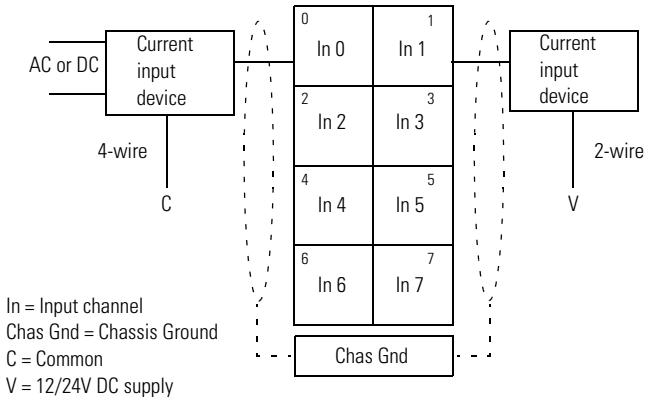 0
1
In 0
In 1
AC or DC
Current
input
device
Current
input
device
2
3
In 2
In 3
4-wire
2-wire
4
5
In 4
In 5
C
V
6
7
In 6
In 7
In = Input channel
Chas Gnd = Chassis Ground
C = Common
V = 12/24V DC supply
Chas Gnd